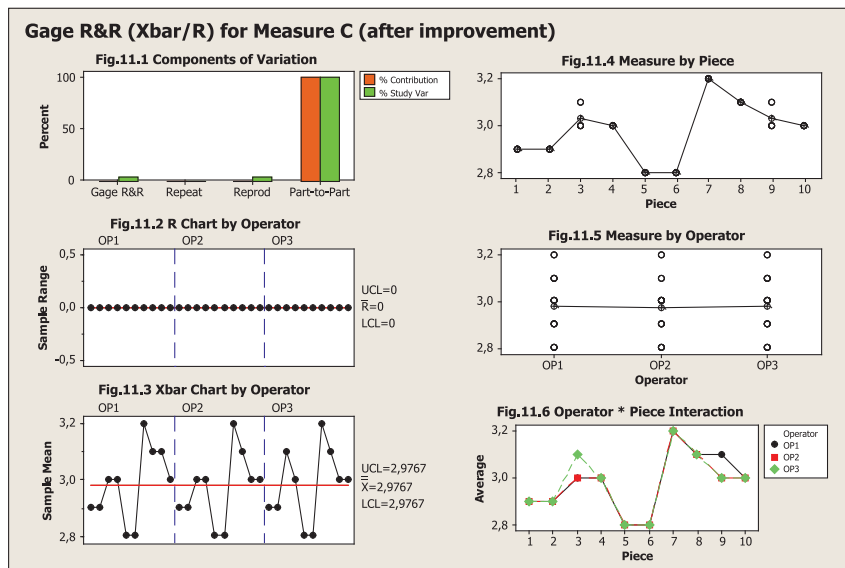 Gage R&R (Xbar/R) for Measure C (after improvement)
Fig.11.1 Components of Variation
Percent
100
50
0
Gage R&R Repeat Reprod Part-to-Part
% Contribution
% Study Var
Fig.11.2 R Chart by Operator
OP1 OP2 OP3
Sample Range
0,5
0,0
-0,5
UCL=0
R=0
LCL=0
Fig.11.3 Xbar Chart by Operator
OP1 OP2 OP3
Sample Mean
3,2
3,0
2,8
UCL=2,9767
X=2,9767
LCL=2,9767
Fig.11.4 Measure by Piece
3,2
3,0
2,8
1 2 3 4 5 6 7 8 9 10
Piece
Fig.11.5 Measure by Operator
3,2
3,0
2,8
OP1 OP2 OP3
Operator
Fig.11.6 Operator * Piece Interaction
Average
3,2
3,0
2,8
1 2 3 4 5 6 7 8 9 10
Piece
Operator
OP1
OP2
OP3